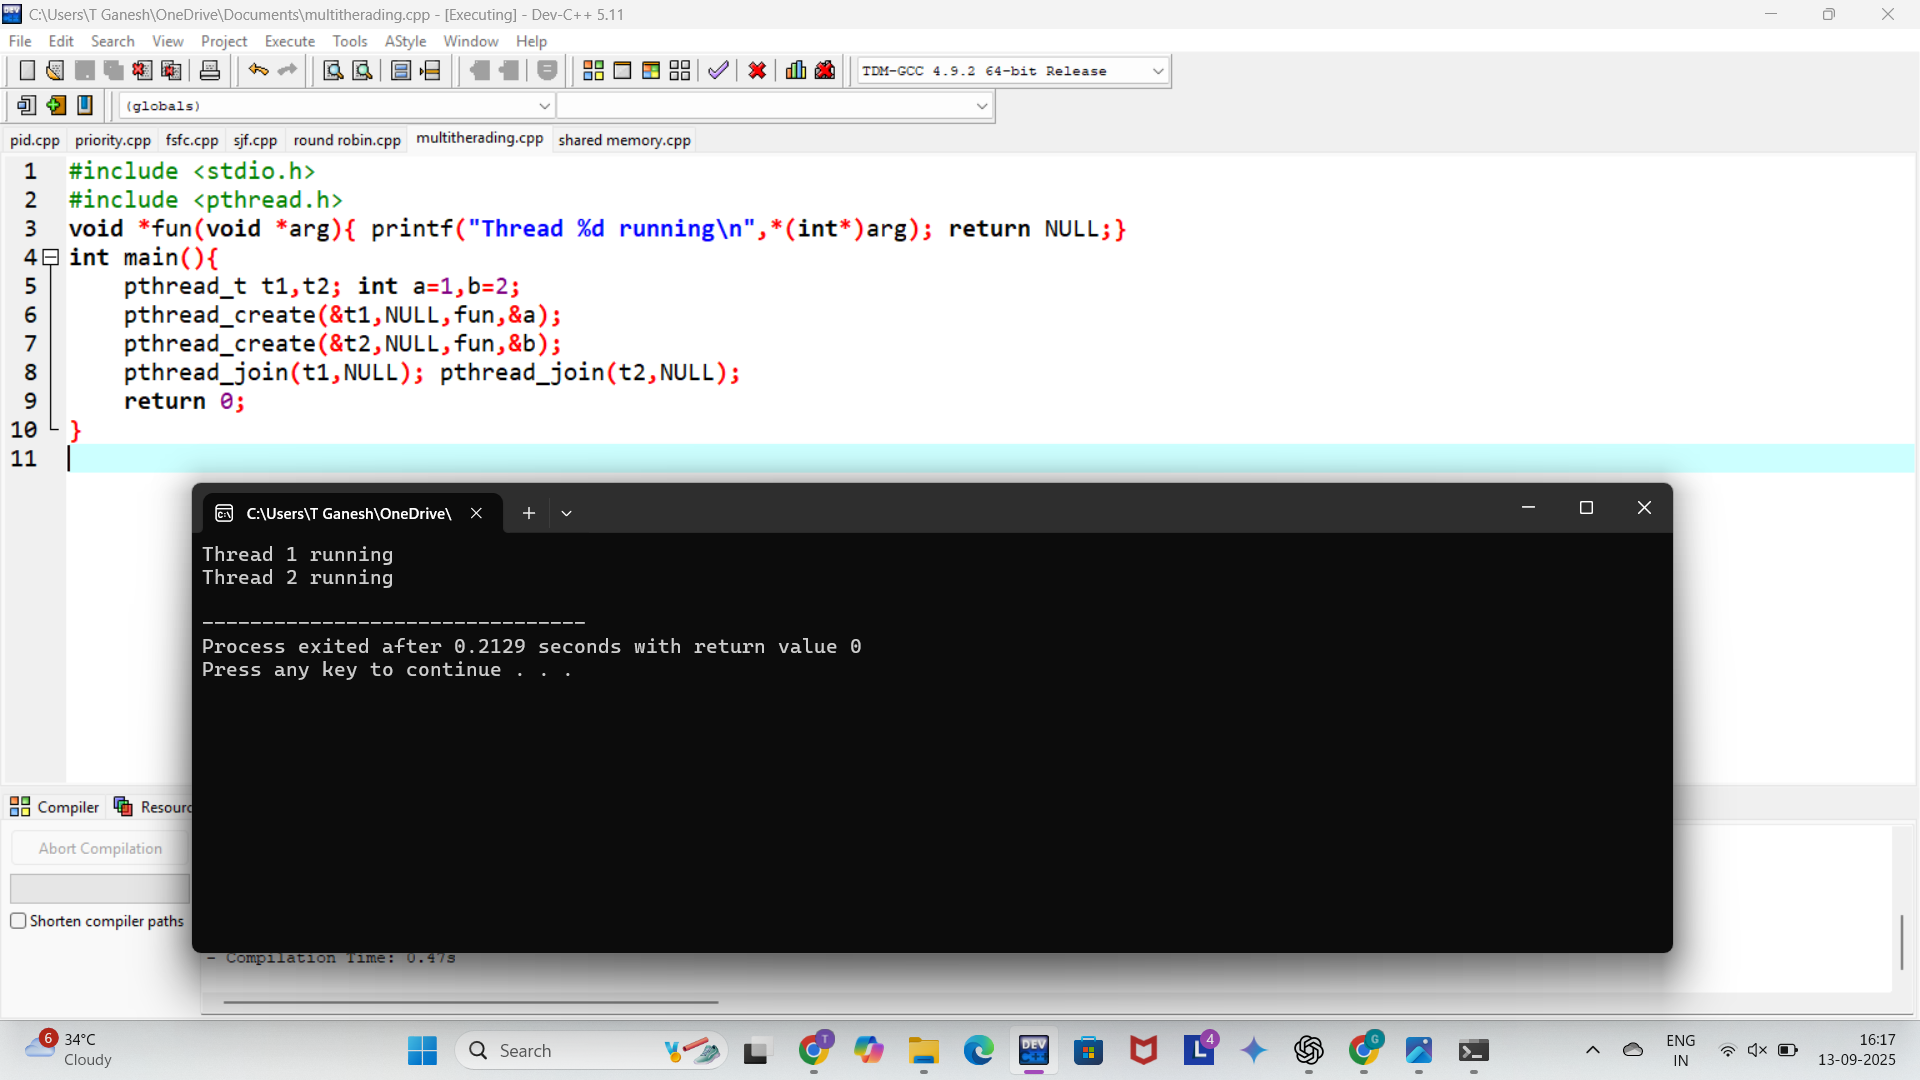 C:\Users\T Ganesh\OneDrive\Documents\multitherading.cpp - [Executing] - Dev-C++ 5.11
File Edit Search View Project Execute Tools AStyle Window Help
TDM-GCC 4.9.2 64-bit Release
(globals)
pid.cpp priority.cpp fsfc.cpp sjf.cpp round robin.cpp multitherading.cpp shared memory.cpp
1 #include <stdio.h>
2 #include <pthread.h>
3 void *fun(void *arg){ printf("Thread %d running\n",*(int*)arg); return NULL;}
4 int main(){
5     pthread_t t1,t2; int a=1,b=2;
6     pthread_create(&t1,NULL,fun,&a);
7     pthread_create(&t2,NULL,fun,&b);
8     pthread_join(t1,NULL); pthread_join(t2,NULL);
9     return 0;
10 }
11
C:\Users\T Ganesh\OneDrive\
Thread 1 running
Thread 2 running
--------------------------------
Process exited after 0.2129 seconds with return value 0
Press any key to continue . . .
Compiler
Abort Compilation
Shorten compiler paths
- Compilation Time: 0.47s
6 34°C
Cloudy
Search
T
DEV
C++
L 4
G
ENG
IN
16:17
13-09-2025